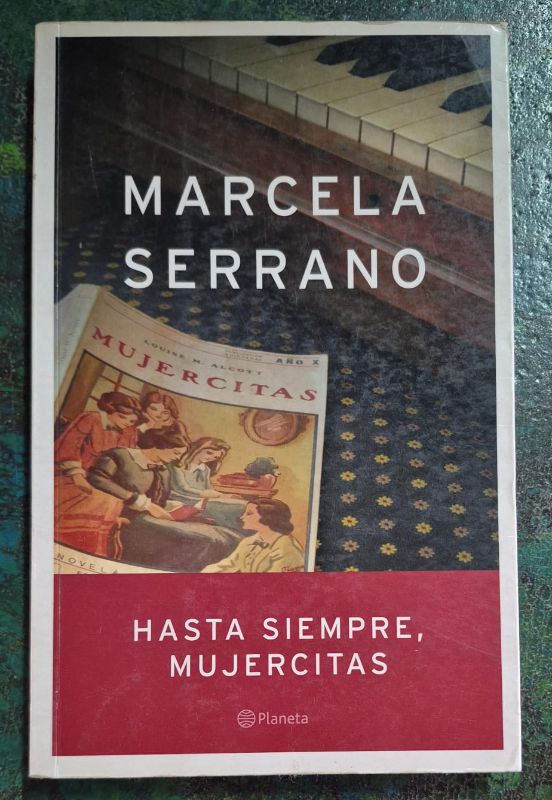 MARCELA
SERRANO
LOUISE M. ALCOTT
AÑO X
MUJERCITAS
NOVELA
HASTA SIEMPRE,
MUJERCITAS
Planeta